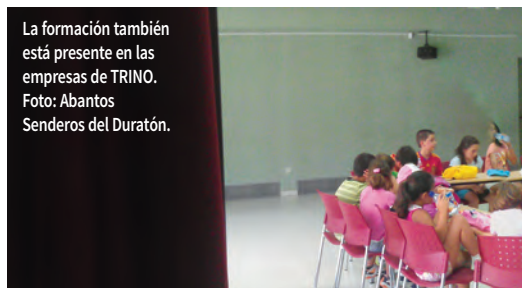 La formación también
está presente en las
empresas de TRINO.
Foto: Abantos
Senderos del Duratón.